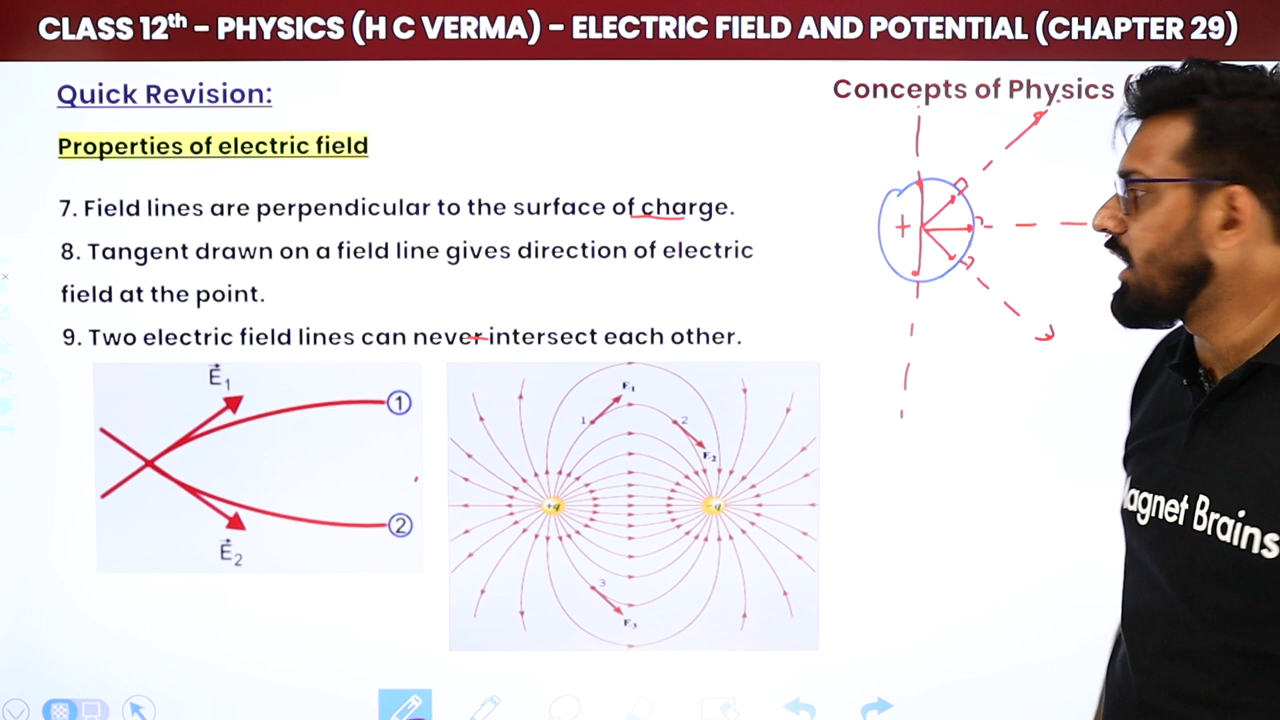 CLASS 12th – PHYSICS (H C VERMA) – ELECTRIC FIELD AND POTENTIAL (CHAPTER 29)
Quick Revision:
Concepts of Physics (
Properties of electric field
7. Field lines are perpendicular to the surface of charge.
8. Tangent drawn on a field line gives direction of electric
field at the point.
9. Two electric field lines can never intersect each other.
E₁
1
E₂
2
F₁
1
2
F₂
+q
-q
3
F₃
+
agnet Brains